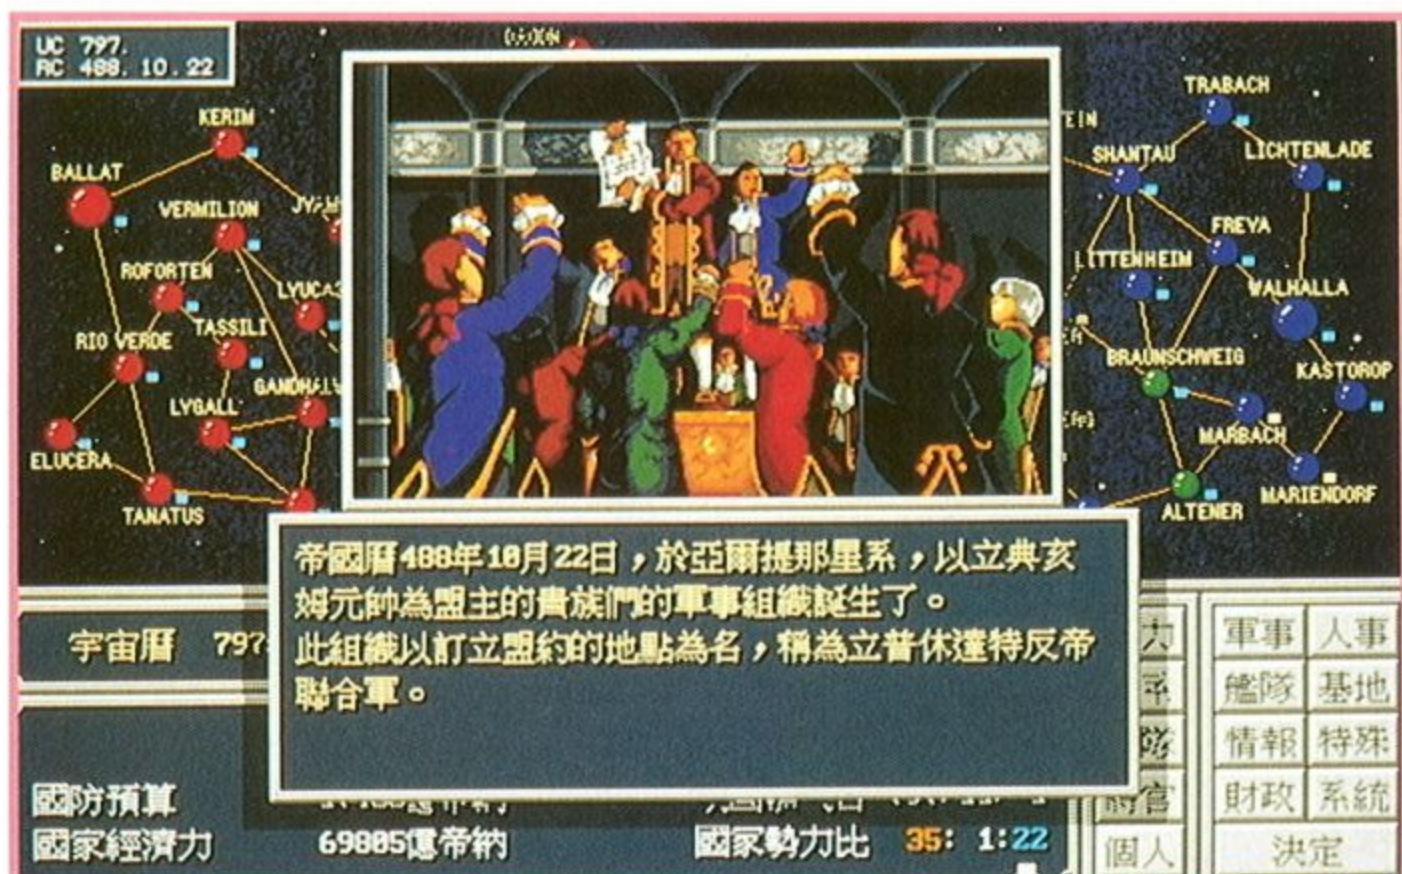 UC 797.
RC 488.10.22
KERIM
BALLAT
VERMILION
ROFORTEN
TASSILI
RIO VERDE
LYGALL
ELUCERA
TANATUS
TRABACH
SHANTAU
LICHTENLADE
FREYA
LITTENHEIM
WALHALLA
BRAUNSCHWEIG
KASTOROP
MARBACH
MARIENDORF
ALTENER
帝國曆488年10月22日，於亞爾提那星系，以立典亥
姆元帥為盟主的貴族們的軍事組織誕生了。
此組織以訂立盟約的地點為名，稱為立普休達特反帝
聯合軍。
宇宙曆 797
國防預算
國家經濟力 69805億帝納
國家勢力比 35: 1:22
軍事 人事
艦隊 基地
情報 特殊
財政 系統
個人 決定